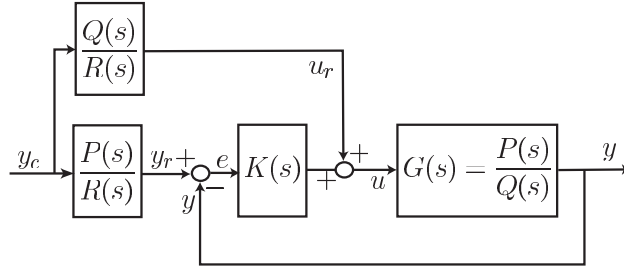 Q(s)
R(s)
u_r
y_c
P(s)
R(s)
y_r
+
e
−
y
K(s)
+
+
u
G(s) = P(s)/Q(s)
y